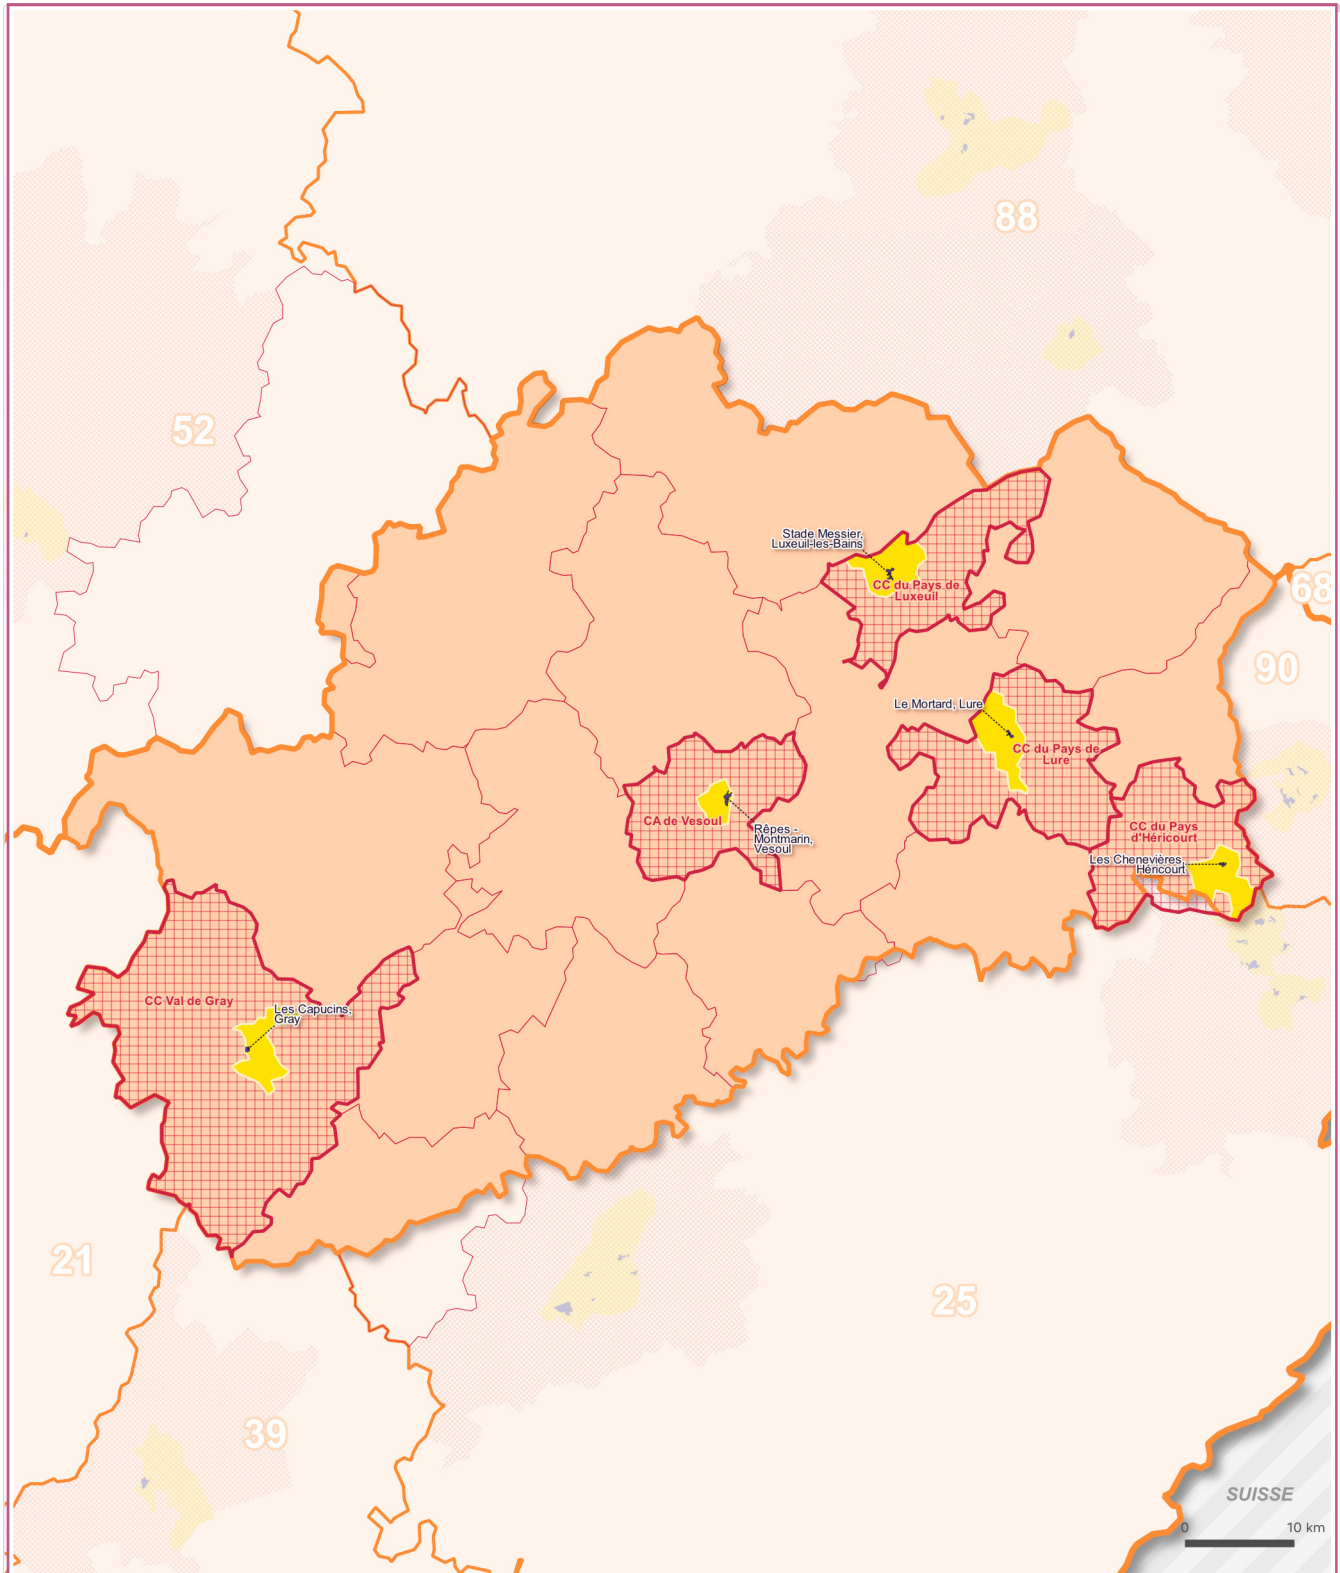 88
52
Stade Messier,
Luxeuil-les-Bains
CC du Pays de
Luxeuil
68
90
Le Mortard, Lure
CC du Pays de
Lure
CA de Vesoul
Rêpes -
Montmarin,
Vesoul
CC du Pays
d'Héricourt
Les Chenevières,
Héricourt
CC Val de Gray
Les Capucins,
Gray
21
25
39
SUISSE
0 10 km